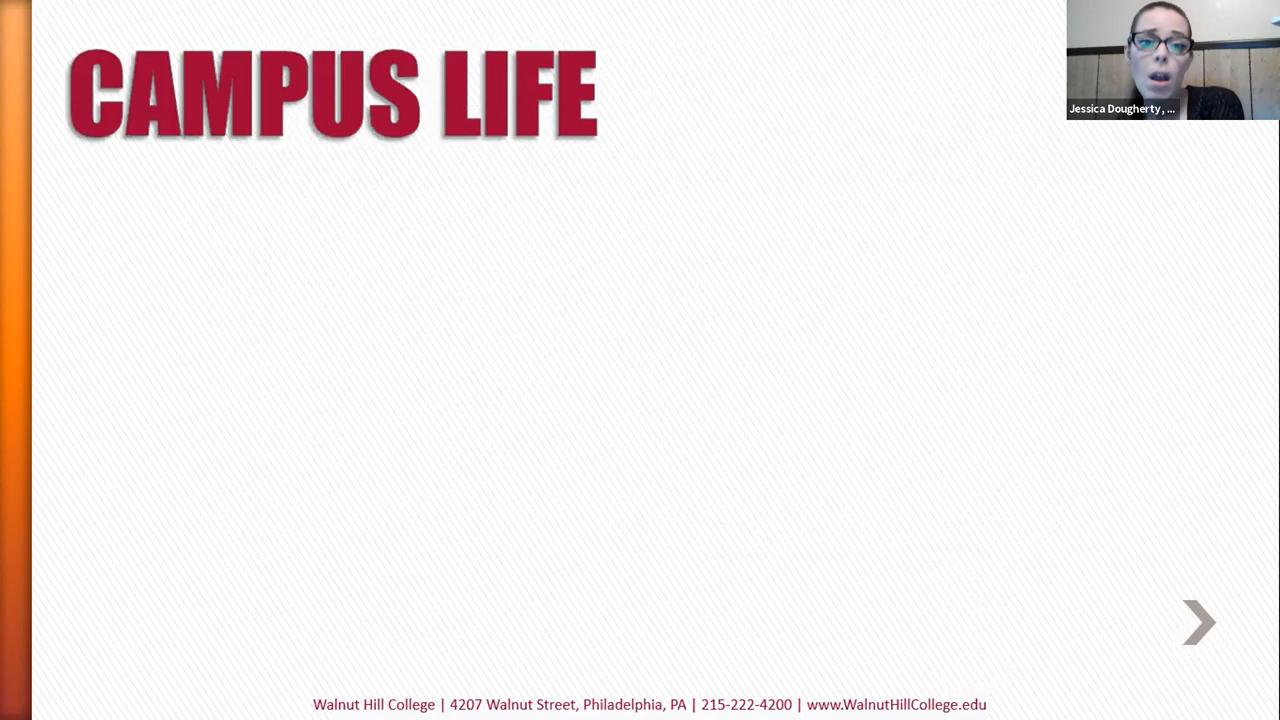 CAMPUS LIFE
Jessica Dougherty, ...
Walnut Hill College | 4207 Walnut Street, Philadelphia, PA | 215-222-4200 | www.WalnutHillCollege.edu